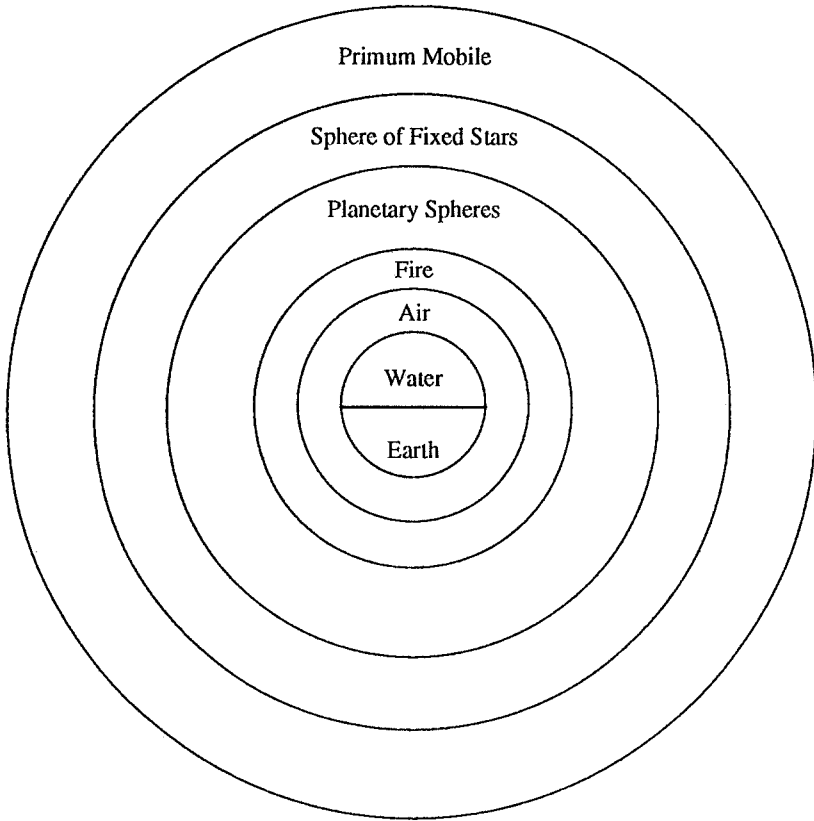 Primum Mobile
Sphere of Fixed Stars
Planetary Spheres
Fire
Air
Water
Earth